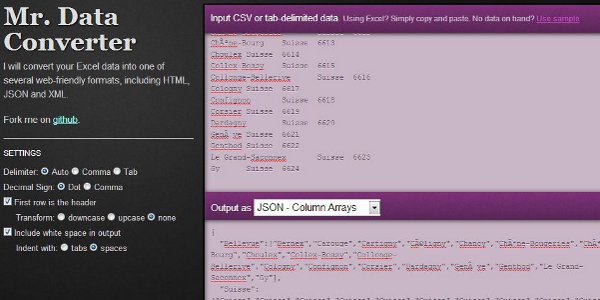 Mr. Data
Converter
I will convert your Excel data into one of
several web-friendly formats, including HTML,
JSON and XML.
Fork me on github.
SETTINGS
Delimiter: Auto Comma Tab
Decimal Sign: Dot Comma
First row is the header
Transform: downcase upcase none
Include white space in output
Indent with: tabs spaces
Input CSV or tab-delimited data. Using Excel? Simply copy and paste. No data on hand? Use sample
Chêne-Bourg Suisse 6613
Choulex Suisse 6614
Collex-Bossy Suisse 6615
Collonge-Bellerive Suisse 6616
Cologny Suisse 6617
Confignon Suisse 6618
Corsier Suisse 6619
Dardagny Suisse 6620
Suisse 6621
Genthod Suisse 6622
Le Grand-Saconnex Suisse 6623
Gy Suisse 6624
Output as JSON - Column Arrays
{
"Bellevue":["Bernex","Carouge","Cartigny","Céligny","Chancy","Chêne-Bougeries","Chê
Bourg","Choulex","Collex-Bossy","Collonge-
Bellerive","Cologny","Confignon","Corsier","Dardagny","Genthod","Le Grand-
Saconnex","Gy"],
"Suisse":